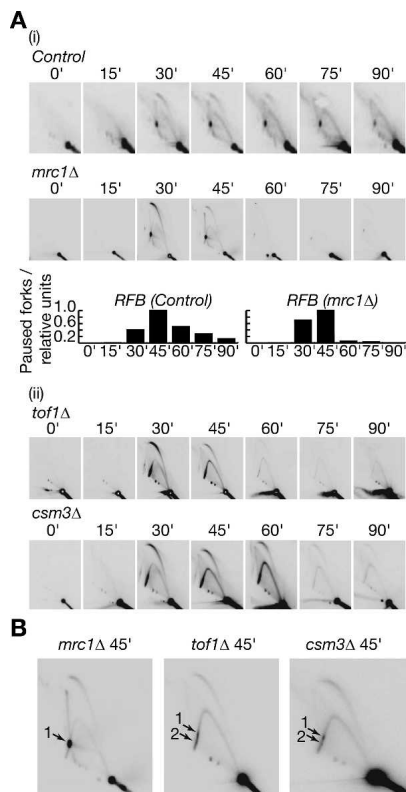 A
(i)
Control
0' 15' 30' 45' 60' 75' 90'
mrc1Δ
0' 15' 30' 45' 60' 75' 90'
Paused forks / relative units
RFB (Control) RFB (mrc1Δ)
1.0
0.6
0.2
0' 15' 30' 45' 60' 75' 90' 0' 15' 30' 45' 60' 75' 90'
(ii)
tof1Δ
0' 15' 30' 45' 60' 75' 90'
csm3Δ
0' 15' 30' 45' 60' 75' 90'
B
mrc1Δ 45' tof1Δ 45' csm3Δ 45'
1 1 1
2 2